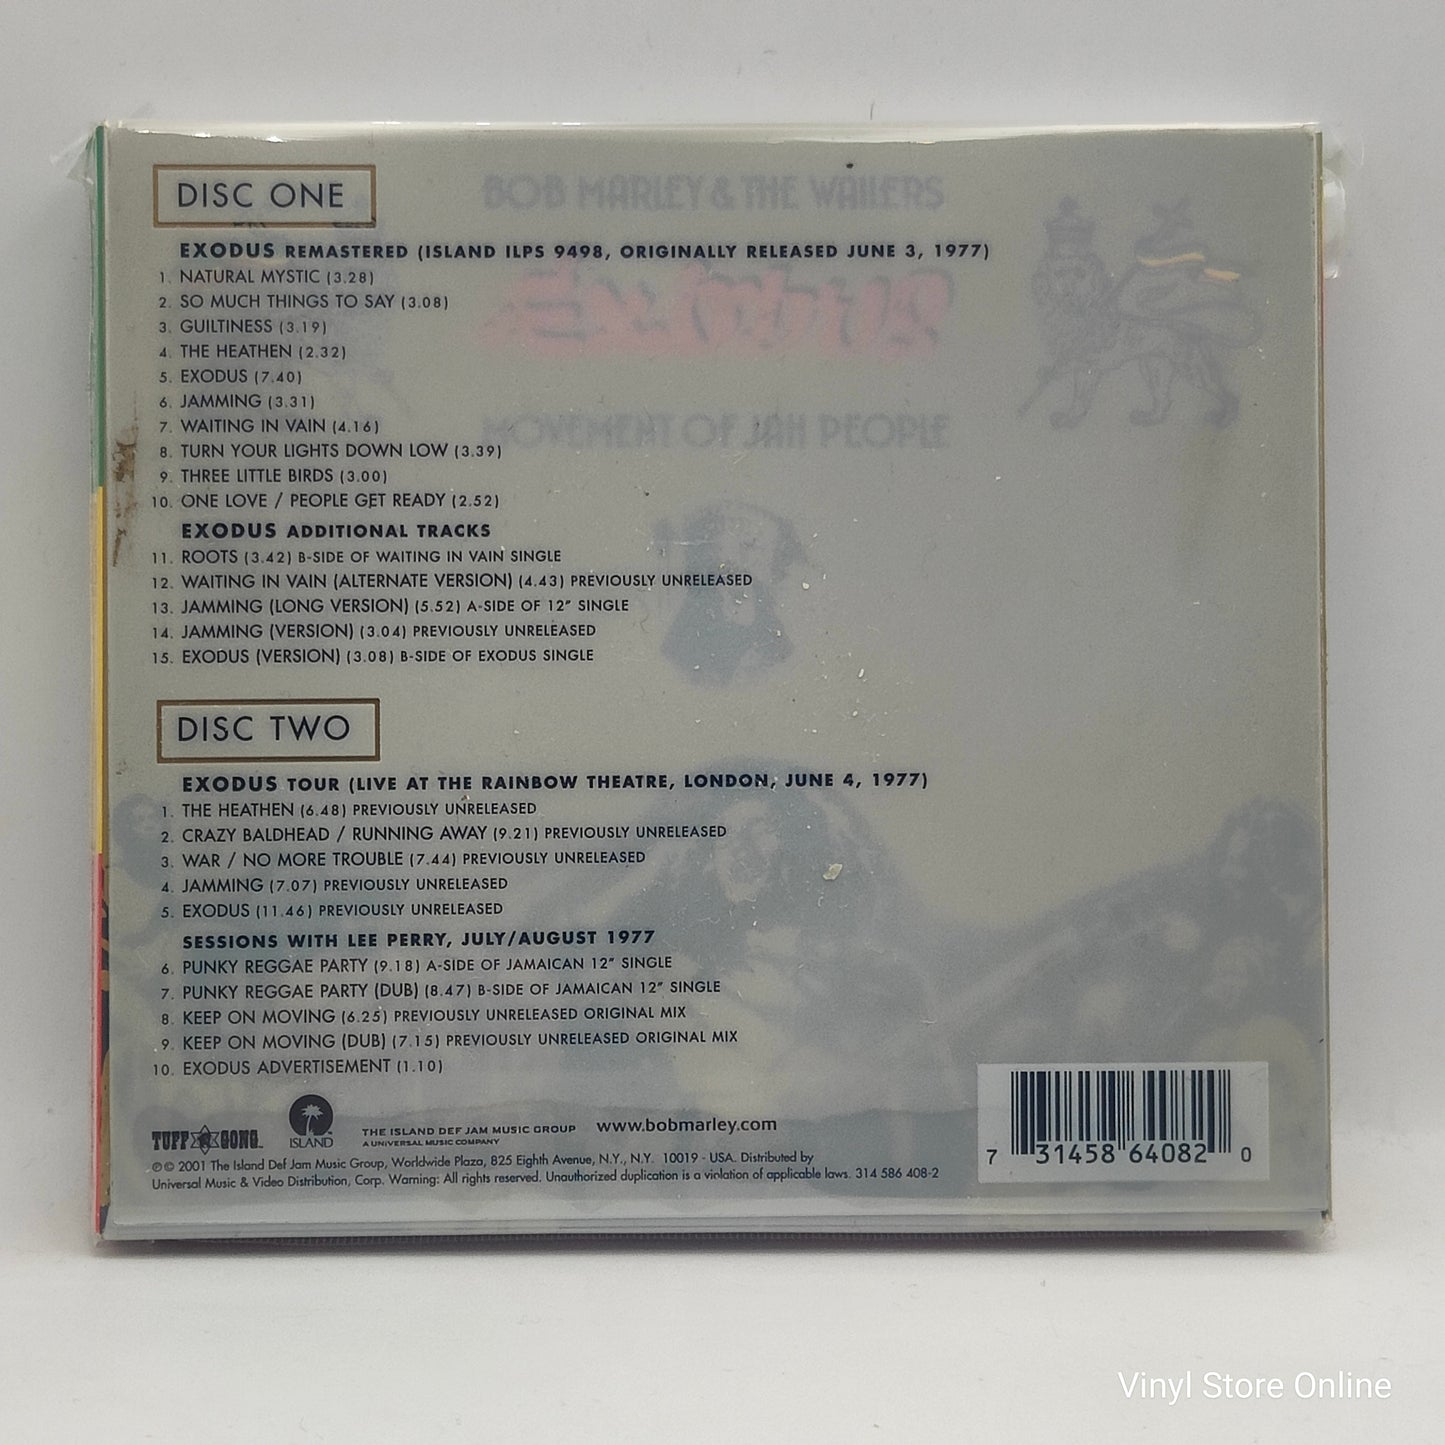 DISC ONE
BOB MARLEY & THE WAILERS
EXODUS REMASTERED (ISLAND ILPS 9498, ORIGINALLY RELEASED JUNE 3, 1977)
1. NATURAL MYSTIC (3.28)
2. SO MUCH THINGS TO SAY (3.08)
3. GUILTINESS (3.19)
4. THE HEATHEN (2.32)
5. EXODUS (7.40)
6. JAMMING (3.31)
7. WAITING IN VAIN (4.16)
MOVEMENT OF JAH PEOPLE
8. TURN YOUR LIGHTS DOWN LOW (3.39)
9. THREE LITTLE BIRDS (3.00)
10. ONE LOVE / PEOPLE GET READY (2.52)
EXODUS ADDITIONAL TRACKS
11. ROOTS (3.42) B-SIDE OF WAITING IN VAIN SINGLE
12. WAITING IN VAIN (ALTERNATE VERSION) (4.43) PREVIOUSLY UNRELEASED
13. JAMMING (LONG VERSION) (5.52) A-SIDE OF 12" SINGLE
14. JAMMING (VERSION) (3.04) PREVIOUSLY UNRELEASED
15. EXODUS (VERSION) (3.08) B-SIDE OF EXODUS SINGLE
DISC TWO
EXODUS TOUR (LIVE AT THE RAINBOW THEATRE, LONDON, JUNE 4, 1977)
1. THE HEATHEN (6.48) PREVIOUSLY UNRELEASED
2. CRAZY BALDHEAD / RUNNING AWAY (9.21) PREVIOUSLY UNRELEASED
3. WAR / NO MORE TROUBLE (7.44) PREVIOUSLY UNRELEASED
4. JAMMING (7.07) PREVIOUSLY UNRELEASED
5. EXODUS (11.46) PREVIOUSLY UNRELEASED
SESSIONS WITH LEE PERRY, JULY/AUGUST 1977
6. PUNKY REGGAE PARTY (9.18) A-SIDE OF JAMAICAN 12" SINGLE
7. PUNKY REGGAE PARTY (DUB) (8.47) B-SIDE OF JAMAICAN 12" SINGLE
8. KEEP ON MOVING (6.25) PREVIOUSLY UNRELEASED ORIGINAL MIX
9. KEEP ON MOVING (DUB) (7.15) PREVIOUSLY UNRELEASED ORIGINAL MIX
10. EXODUS ADVERTISEMENT (1.10)
TUFF GONG
ISLAND
THE ISLAND DEF JAM MUSIC GROUP
A UNIVERSAL MUSIC COMPANY
www.bobmarley.com
℗© 2001 The Island Def Jam Music Group, Worldwide Plaza, 825 Eighth Avenue, N.Y., N.Y. 10019 - USA. Distributed by
Universal Music & Video Distribution, Corp. Warning: All rights reserved. Unauthorized duplication is a violation of applicable laws. 314 586 408-2
7 31458 64082 0
Vinyl Store Online